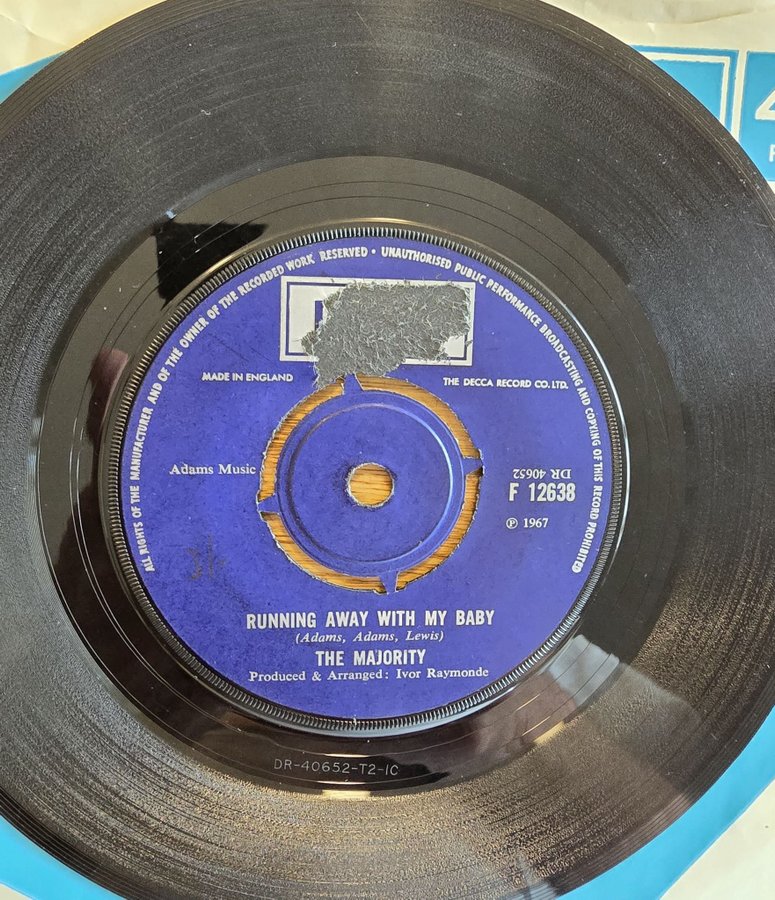 ALL RIGHTS OF THE MANUFACTURER AND OF THE OWNER OF THE RECORDED WORK RESERVED • UNAUTHORISED PUBLIC PERFORMANCE BROADCASTING AND COPYING OF THIS RECORD PROHIBITED
MADE IN ENGLAND
THE DECCA RECORD CO. LTD.
Adams Music
DR 40652
F 12638
℗ 1967
RUNNING AWAY WITH MY BABY
(Adams, Adams, Lewis)
THE MAJORITY
Produced & Arranged: Ivor Raymonde
DR-40652-T2-1C